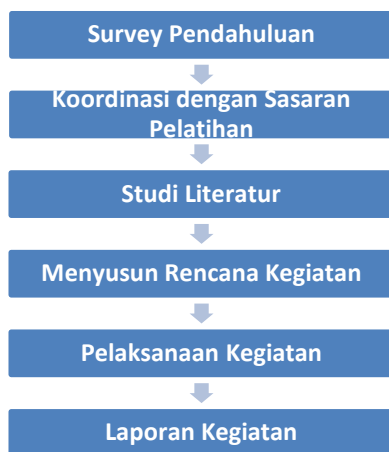 Survey Pendahuluan
Koordinasi dengan Sasaran
Pelatihan
Studi Literatur
Menyusun Rencana Kegiatan
Pelaksanaan Kegiatan
Laporan Kegiatan